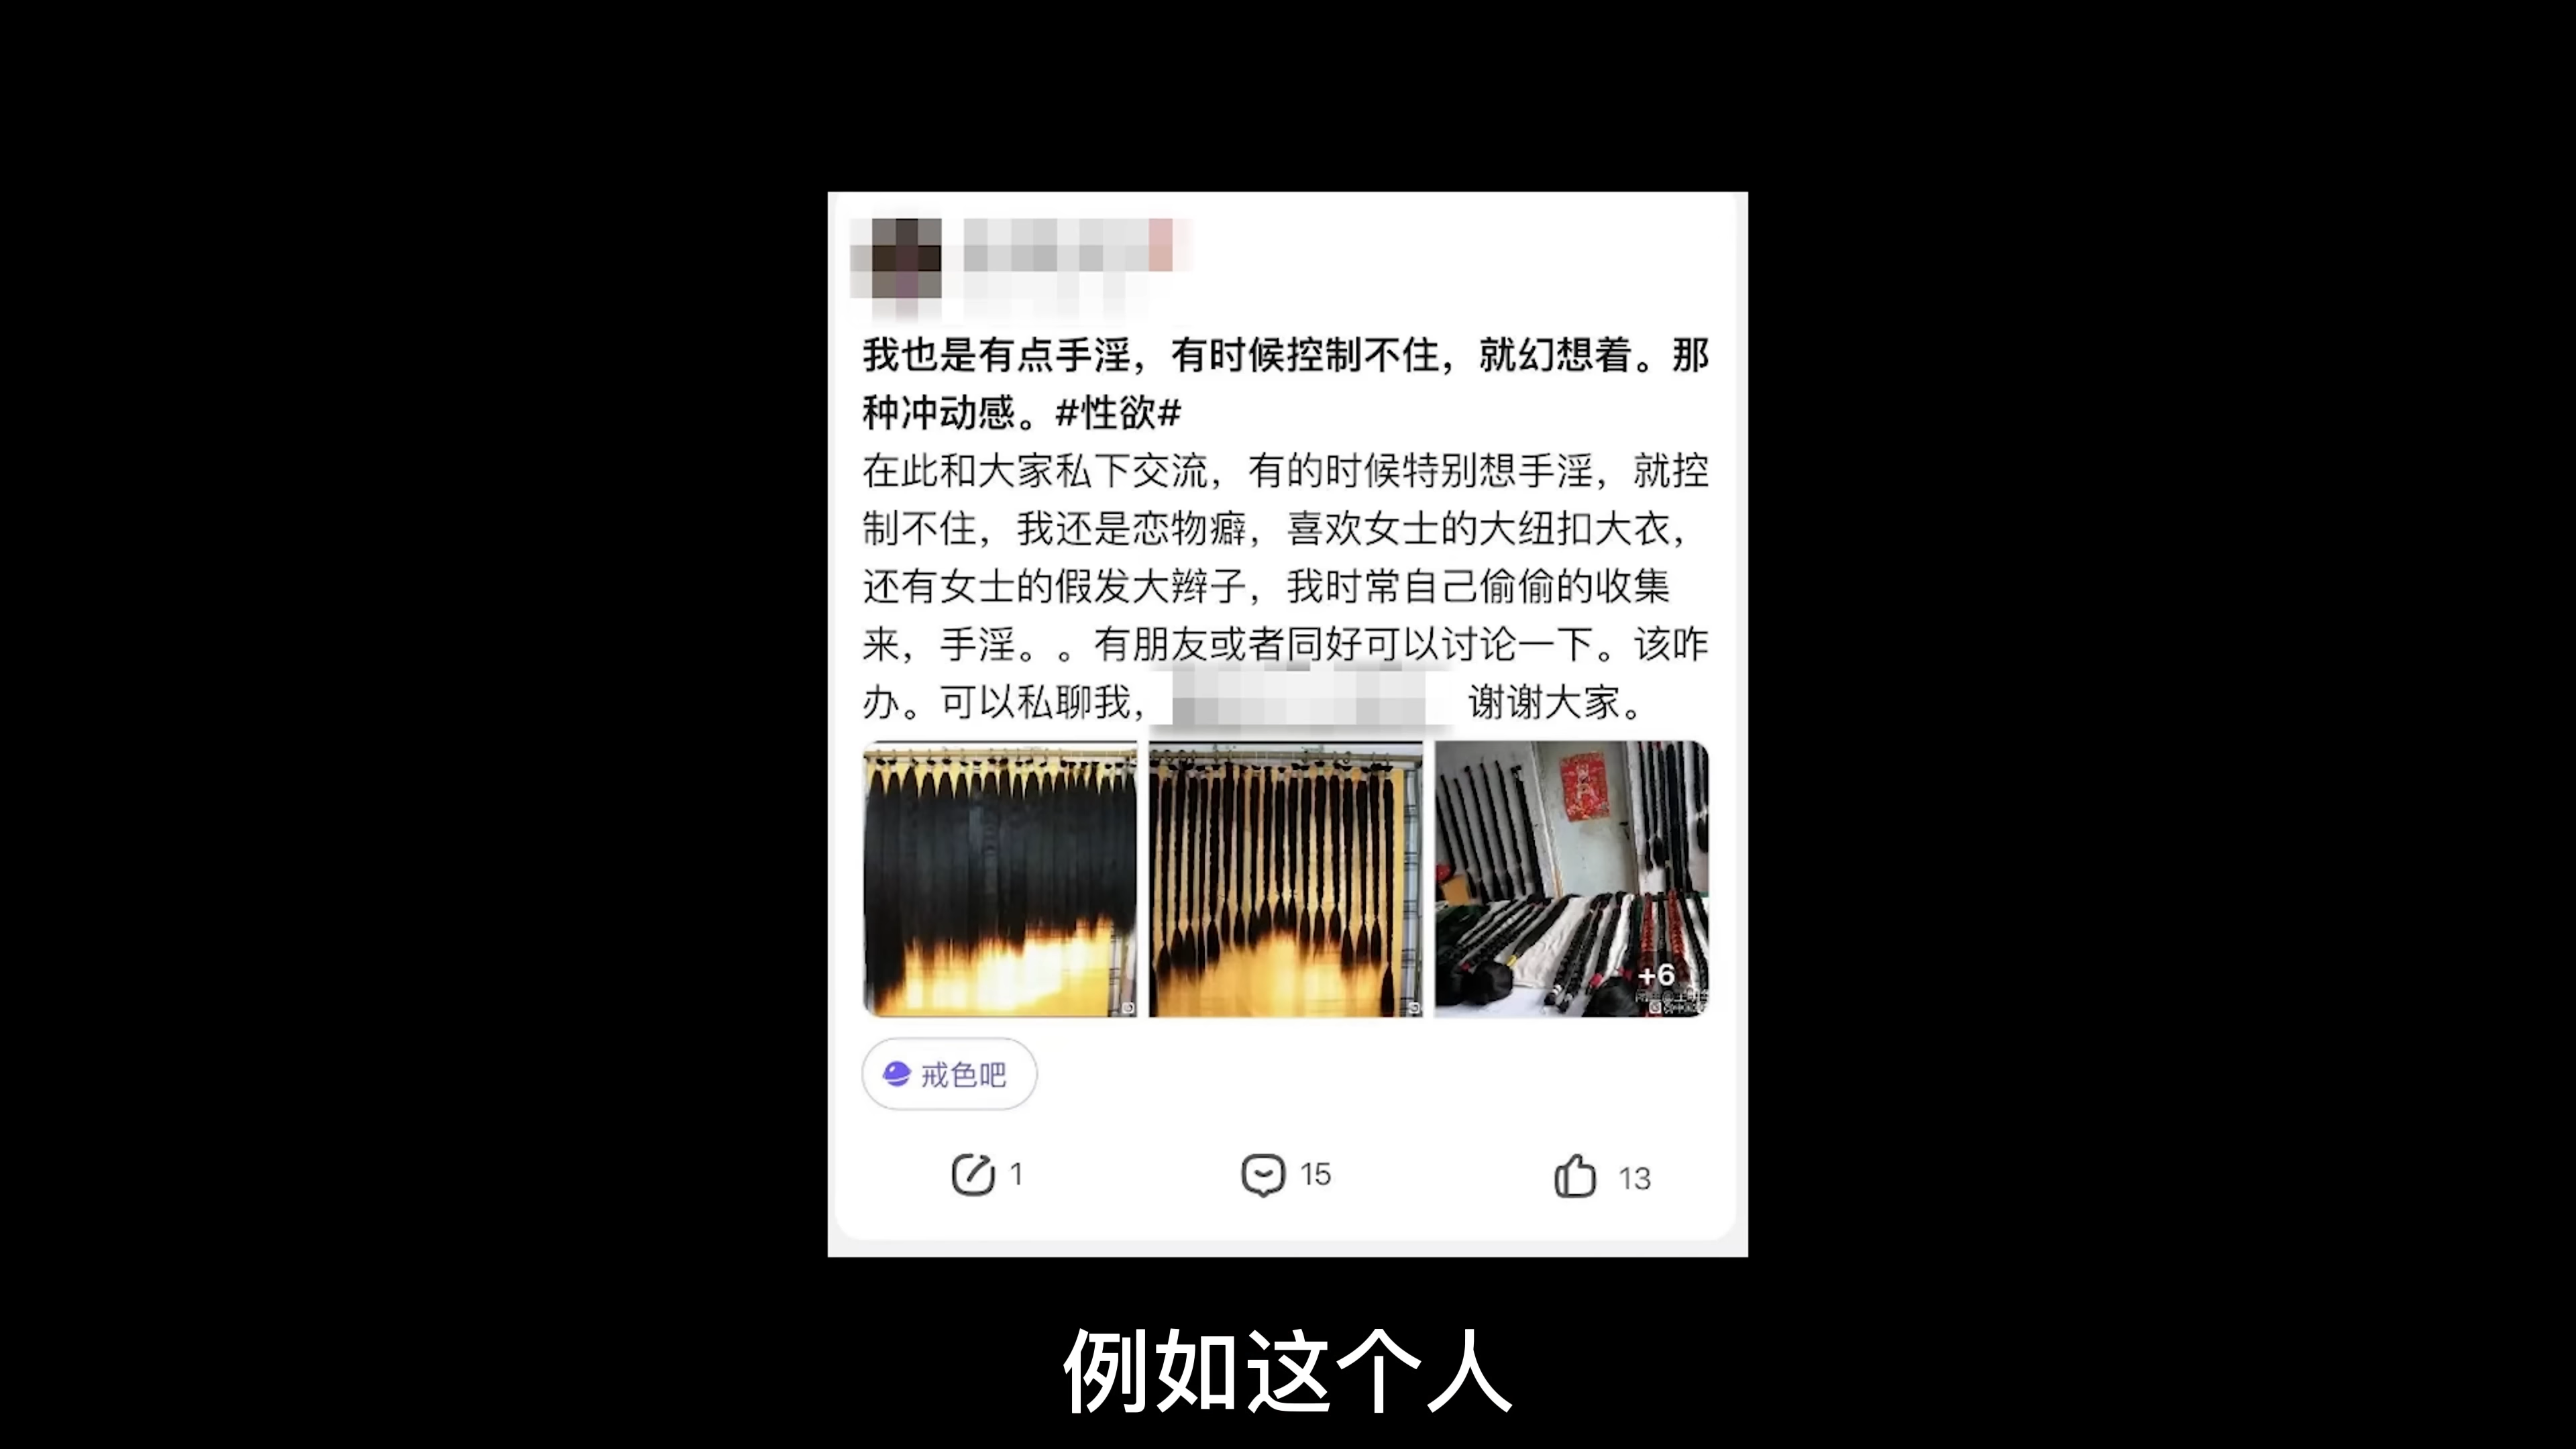 我也是有点手淫，有时候控制不住，就幻想着。那
种冲动感。#性欲#
在此和大家私下交流，有的时候特别想手淫，就控
制不住，我还是恋物癖，喜欢女士的大纽扣大衣，
还有女士的假发大辫子，我时常自己偷偷的收集
来，手淫。。有朋友或者同好可以讨论一下。该咋
办。可以私聊我，
谢谢大家。
+6
戒色吧
1
15
13
例如这个人